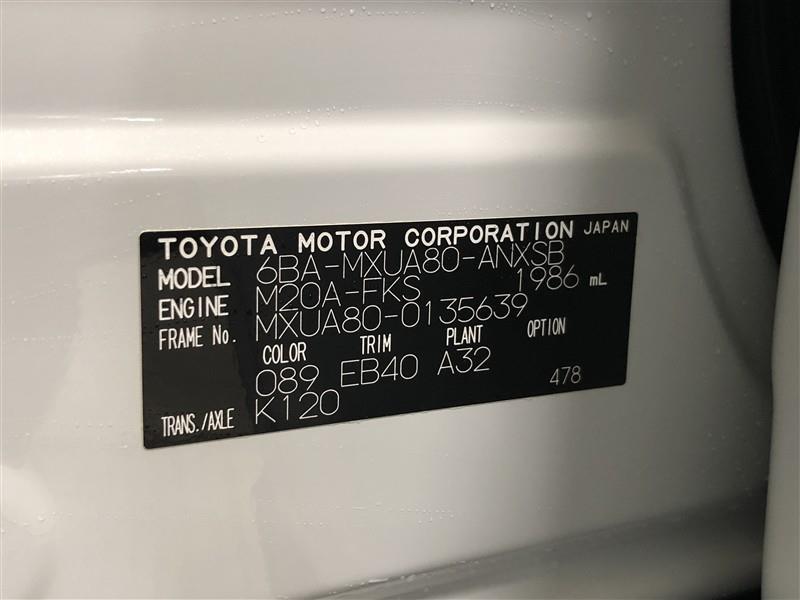 TOYOTA MOTOR CORPORATION JAPAN
MODEL 6BA-MXUA80-ANXSB
ENGINE M20A-FKS 1986 mL
FRAME No. MXUA80-0135639
COLOR TRIM PLANT OPTION
089 EB40 A32 478
TRANS./AXLE K120